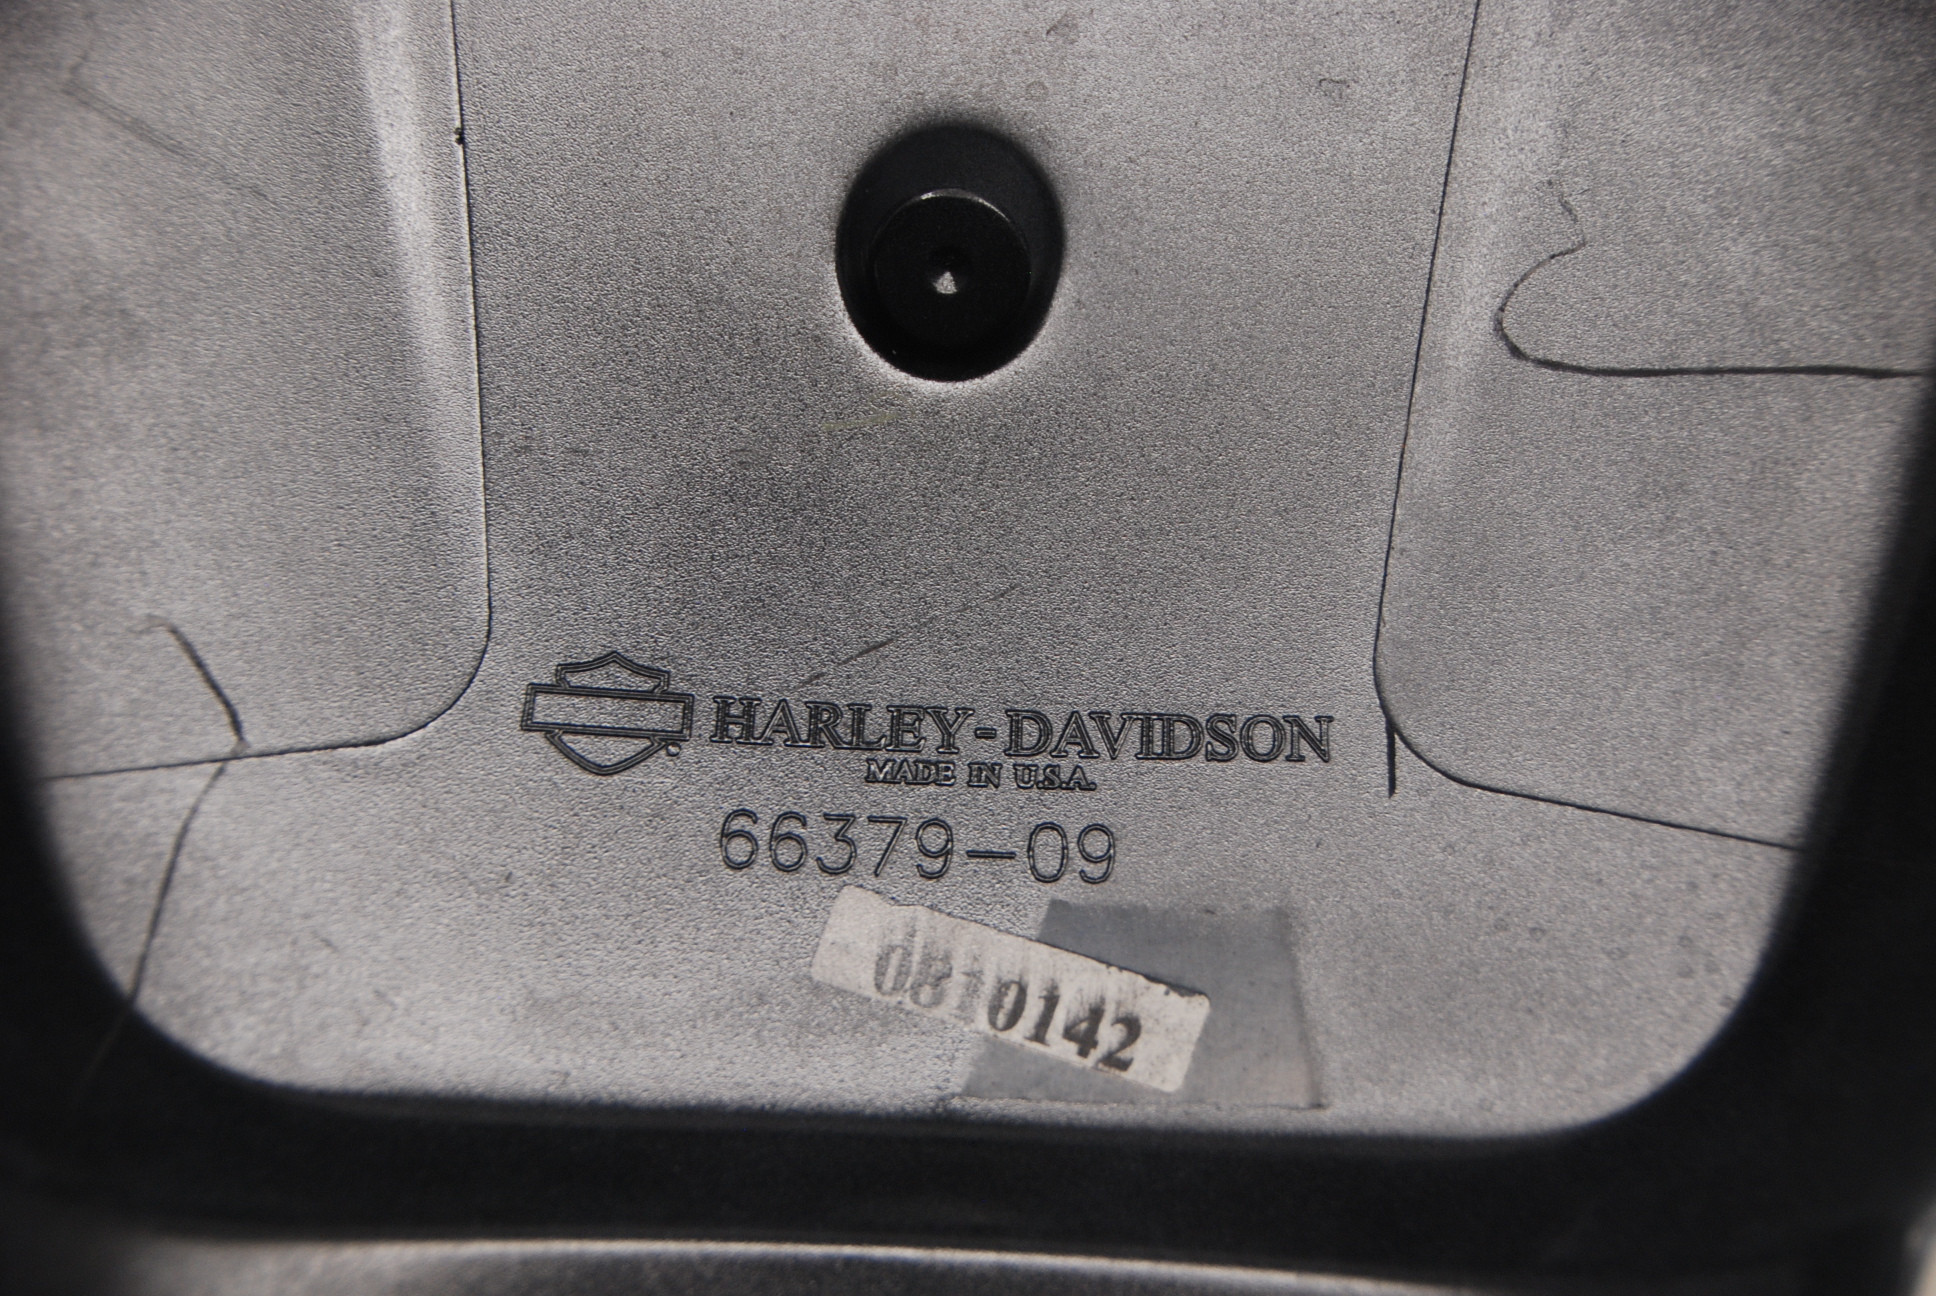 HARLEY-DAVIDSON
MADE IN U.S.A.
66379-09
0810142